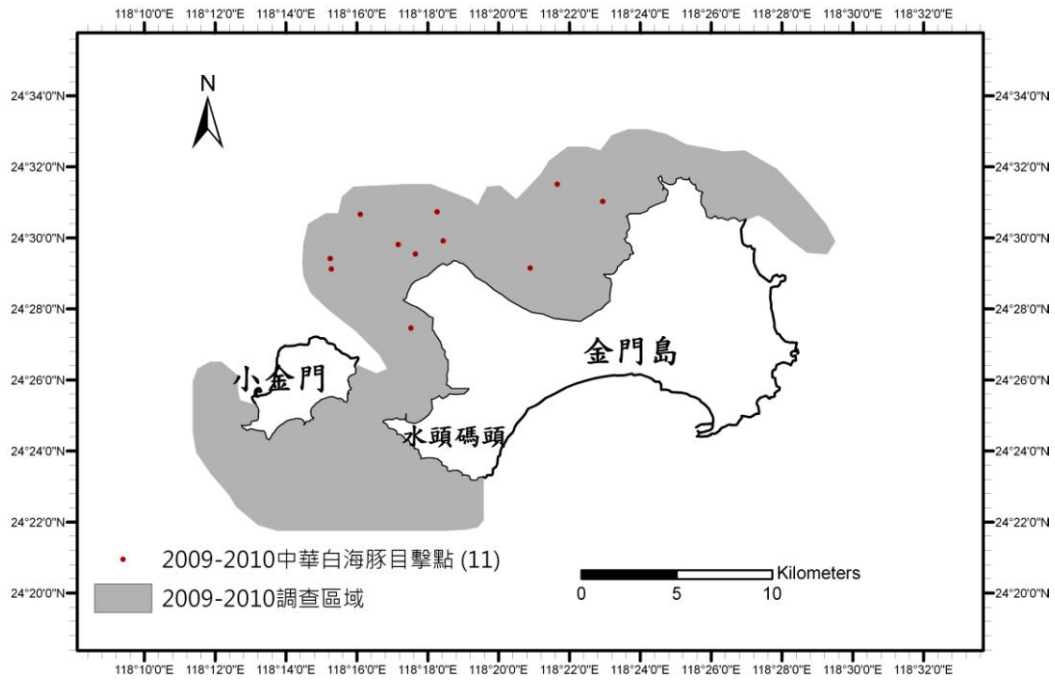 118°10'0"E 118°12'0"E 118°14'0"E 118°16'0"E 118°18'0"E 118°20'0"E 118°22'0"E 118°24'0"E 118°26'0"E 118°28'0"E 118°30'0"E 118°32'0"E
N
24°34'0"N 24°34'0"N
24°32'0"N 24°32'0"N
24°30'0"N 24°30'0"N
24°28'0"N 24°28'0"N
金門島
小金門
24°26'0"N 24°26'0"N
水頭碼頭
24°24'0"N 24°24'0"N
24°22'0"N 24°22'0"N
2009-2010中華白海豚目擊點 (11)
Kilometers
24°20'0"N 24°20'0"N
2009-2010調查區域
0 5 10
118°10'0"E 118°12'0"E 118°14'0"E 118°16'0"E 118°18'0"E 118°20'0"E 118°22'0"E 118°24'0"E 118°26'0"E 118°28'0"E 118°30'0"E 118°32'0"E